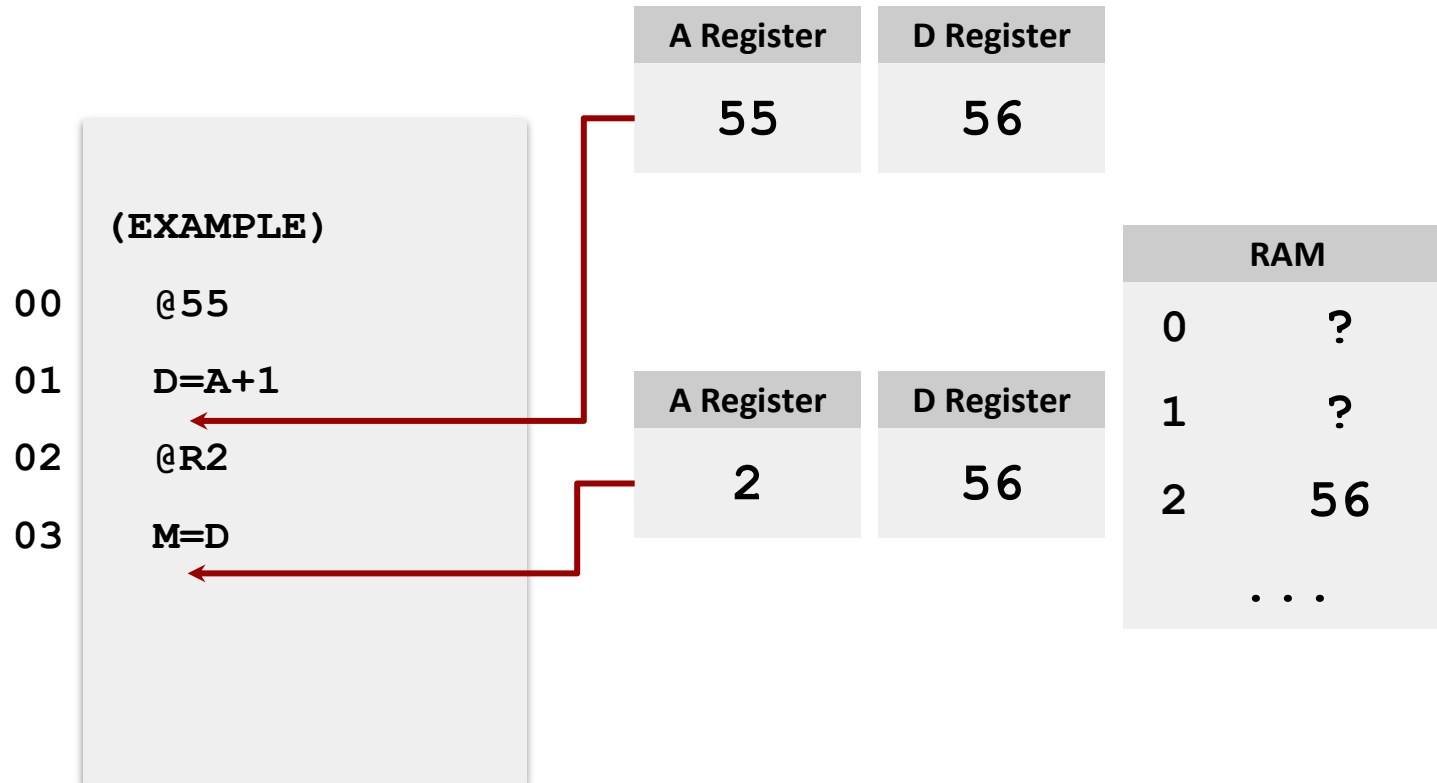 A Register D Register
55 56
(EXAMPLE)
00 @55
01 D=A+1
02 @R2
03 M=D
A Register D Register
2 56
RAM
0 ?
1 ?
2 56
...